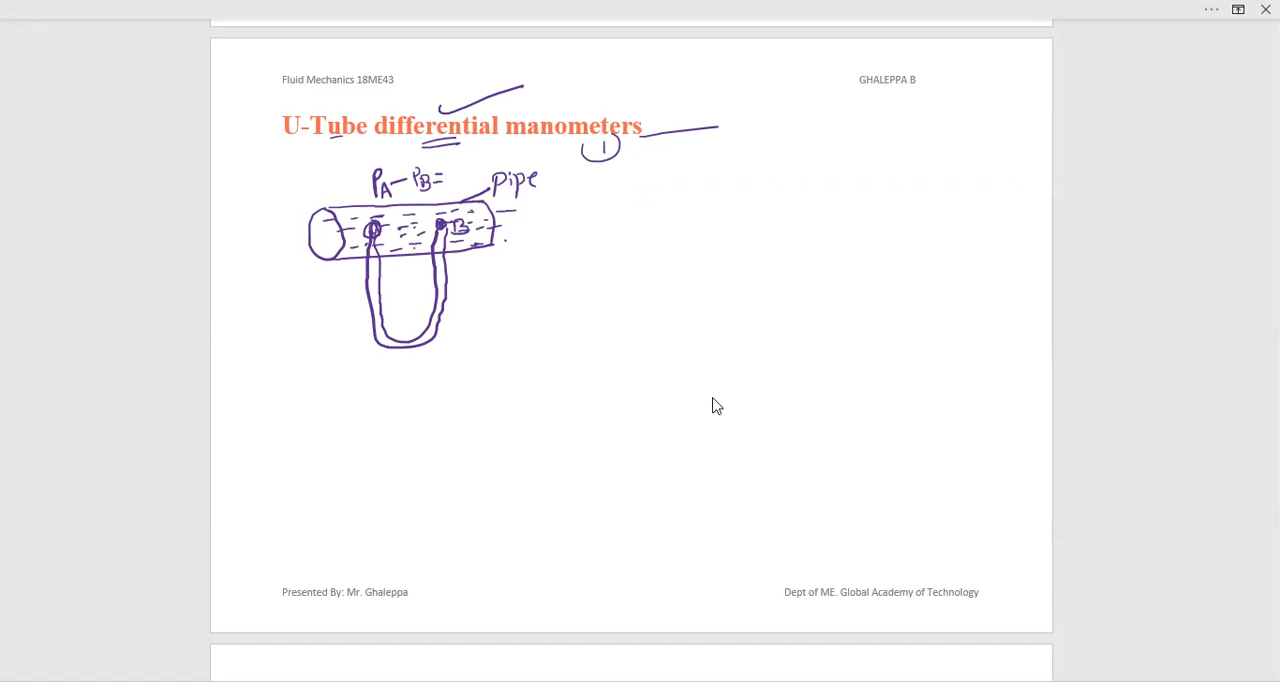 Fluid Mechanics 18ME43 GHALEPPA B
U-Tube differential manometers
1
PA - PB =
pipe
B
Presented By: Mr. Ghaleppa Dept of ME. Global Academy of Technology